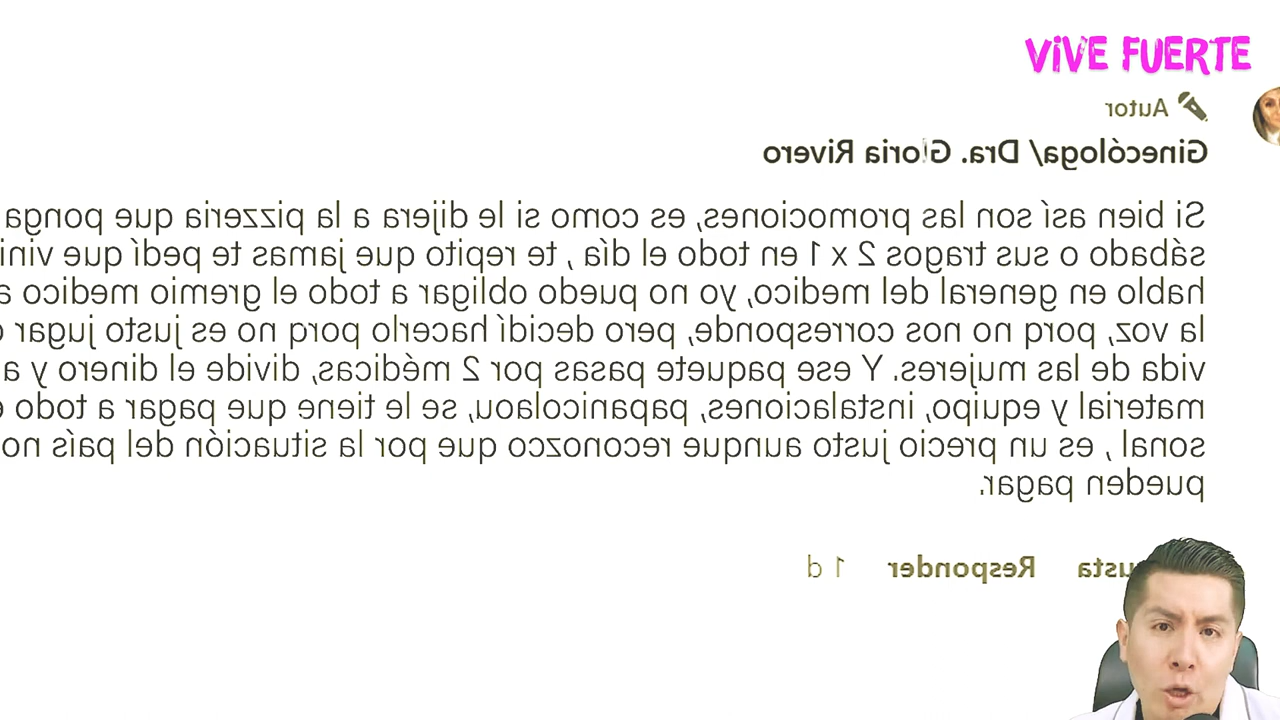 VIVE FUERTE
Autor
Ginecóloga/ Dra. Gloria Rivero
Si bien así son las promociones, es como si le dijera a la pizzeria que ponga
sábado o sus tragos 2 x 1 en todo el día , te repito que jamas te pedí que vini
hablo en general del medico, yo no puedo obligar a todo el gremio medico a
la voz, porq no nos corresponde, pero decidí hacerlo porq no es justo jugar
vida de las mujeres. Y ese paquete pasas por 2 médicas, divide el dinero y a
material y equipo, instalaciones, papanicolaou, se le tiene que pagar a todo
sonal , es un precio justo aunque reconozco que por la situación del país no
pueden pagar.
usta Responder 1 d